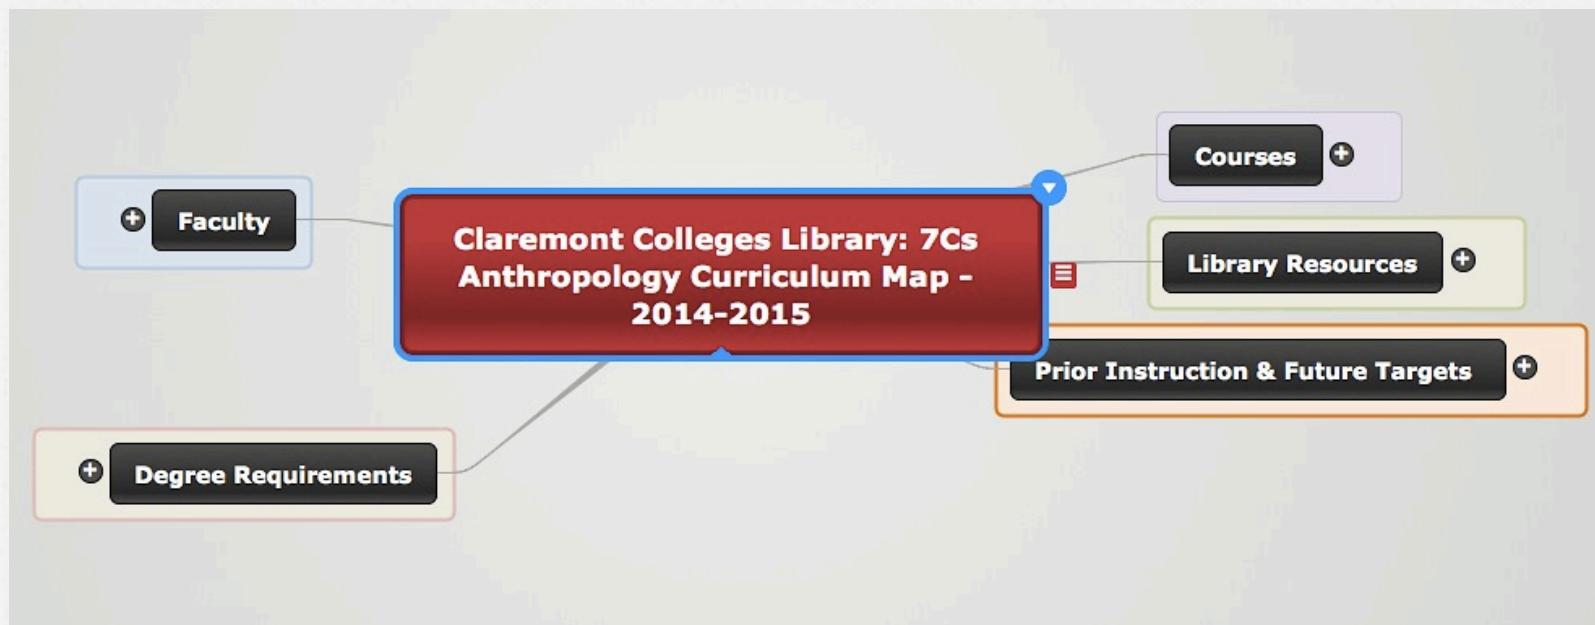 Courses
Faculty
Claremont Colleges Library: 7Cs
Anthropology Curriculum Map -
2014-2015
Library Resources
Prior Instruction & Future Targets
Degree Requirements